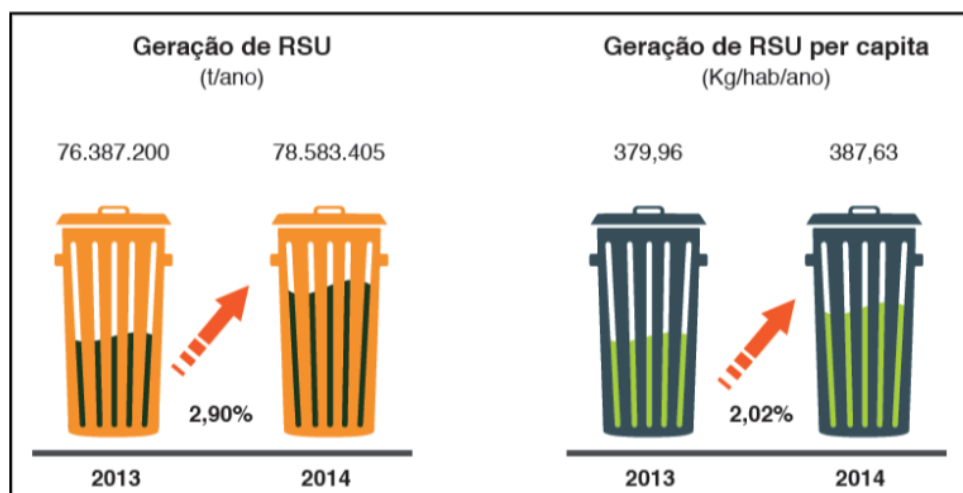 Geração de RSU
(t/ano)
76.387.200
78.583.405
2,90%
2013
2014
Geração de RSU per capita
(Kg/hab/ano)
379,96
387,63
2,02%
2013
2014